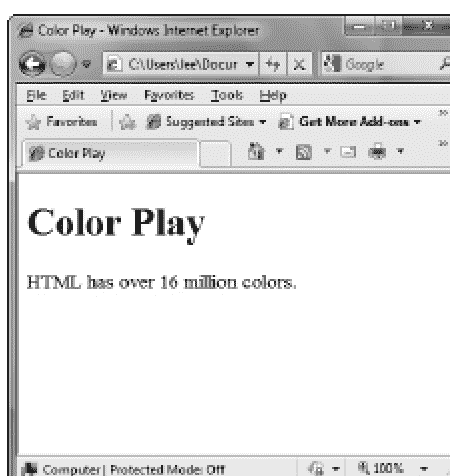 Color Play - Windows Internet Explorer
C:\Users\Lee\Docur
Google
File Edit View Favorites Tools Help
Favorites Suggested Sites Get More Add-ons
Color Play
Color Play
HTML has over 16 million colors.
Computer | Protected Mode: Off 100%